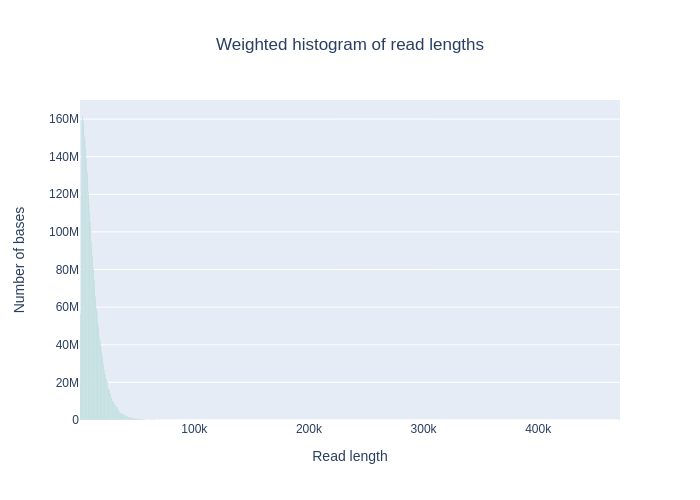 Weighted histogram of read lengths
160M
140M
120M
100M
80M
60M
40M
20M
0
Number of bases
100k 200k 300k 400k
Read length